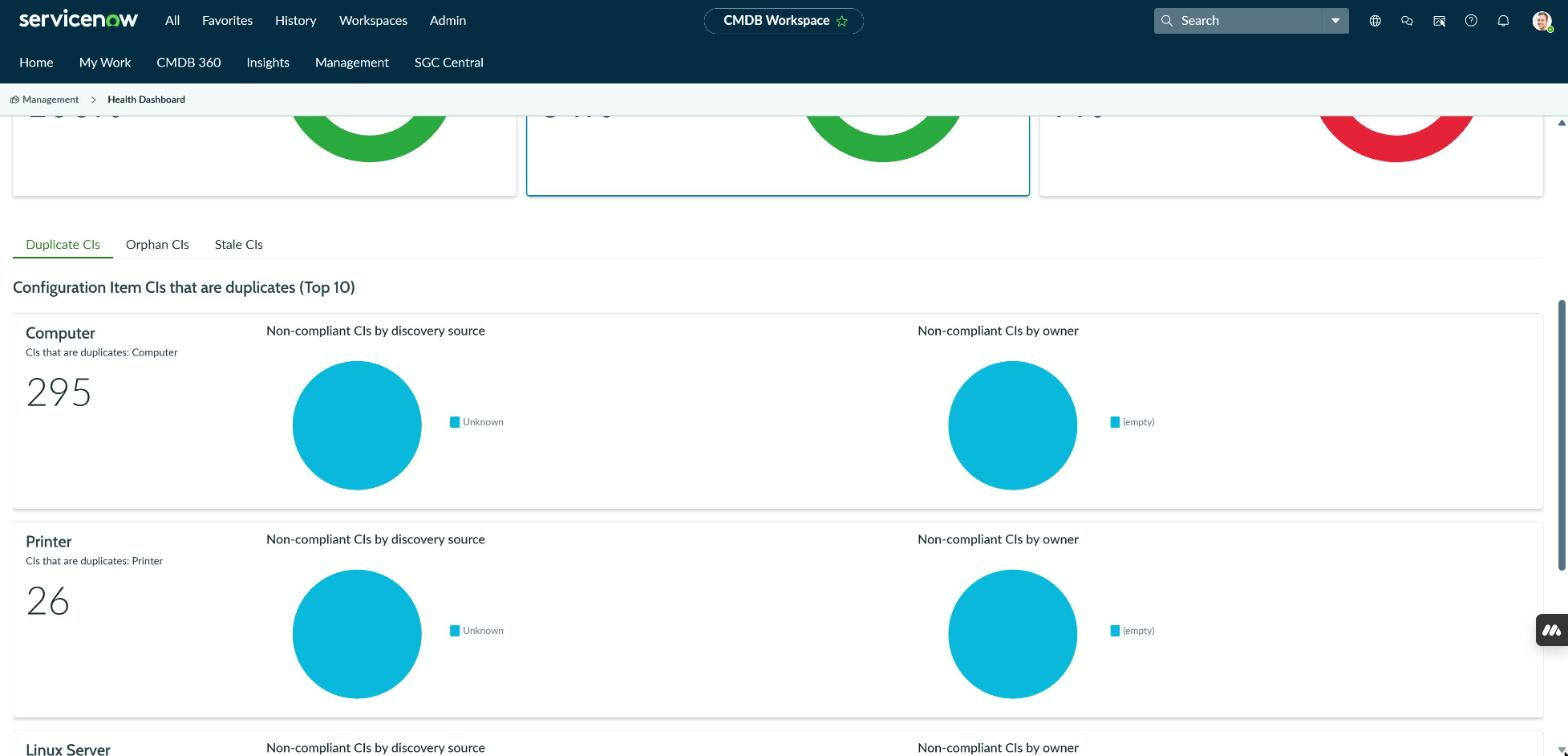 servicenow
All Favorites History Workspaces Admin
CMDB Workspace
Search
Home My Work CMDB 360 Insights Management SGC Central
Management > Health Dashboard
Duplicate CIs Orphan CIs Stale CIs
Configuration Item CIs that are duplicates (Top 10)
Computer
CIs that are duplicates: Computer
295
Non-compliant CIs by discovery source
Unknown
Non-compliant CIs by owner
(empty)
Printer
CIs that are duplicates: Printer
26
Non-compliant CIs by discovery source
Unknown
Non-compliant CIs by owner
(empty)
Linux Server
Non-compliant CIs by discovery source
Non-compliant CIs by owner